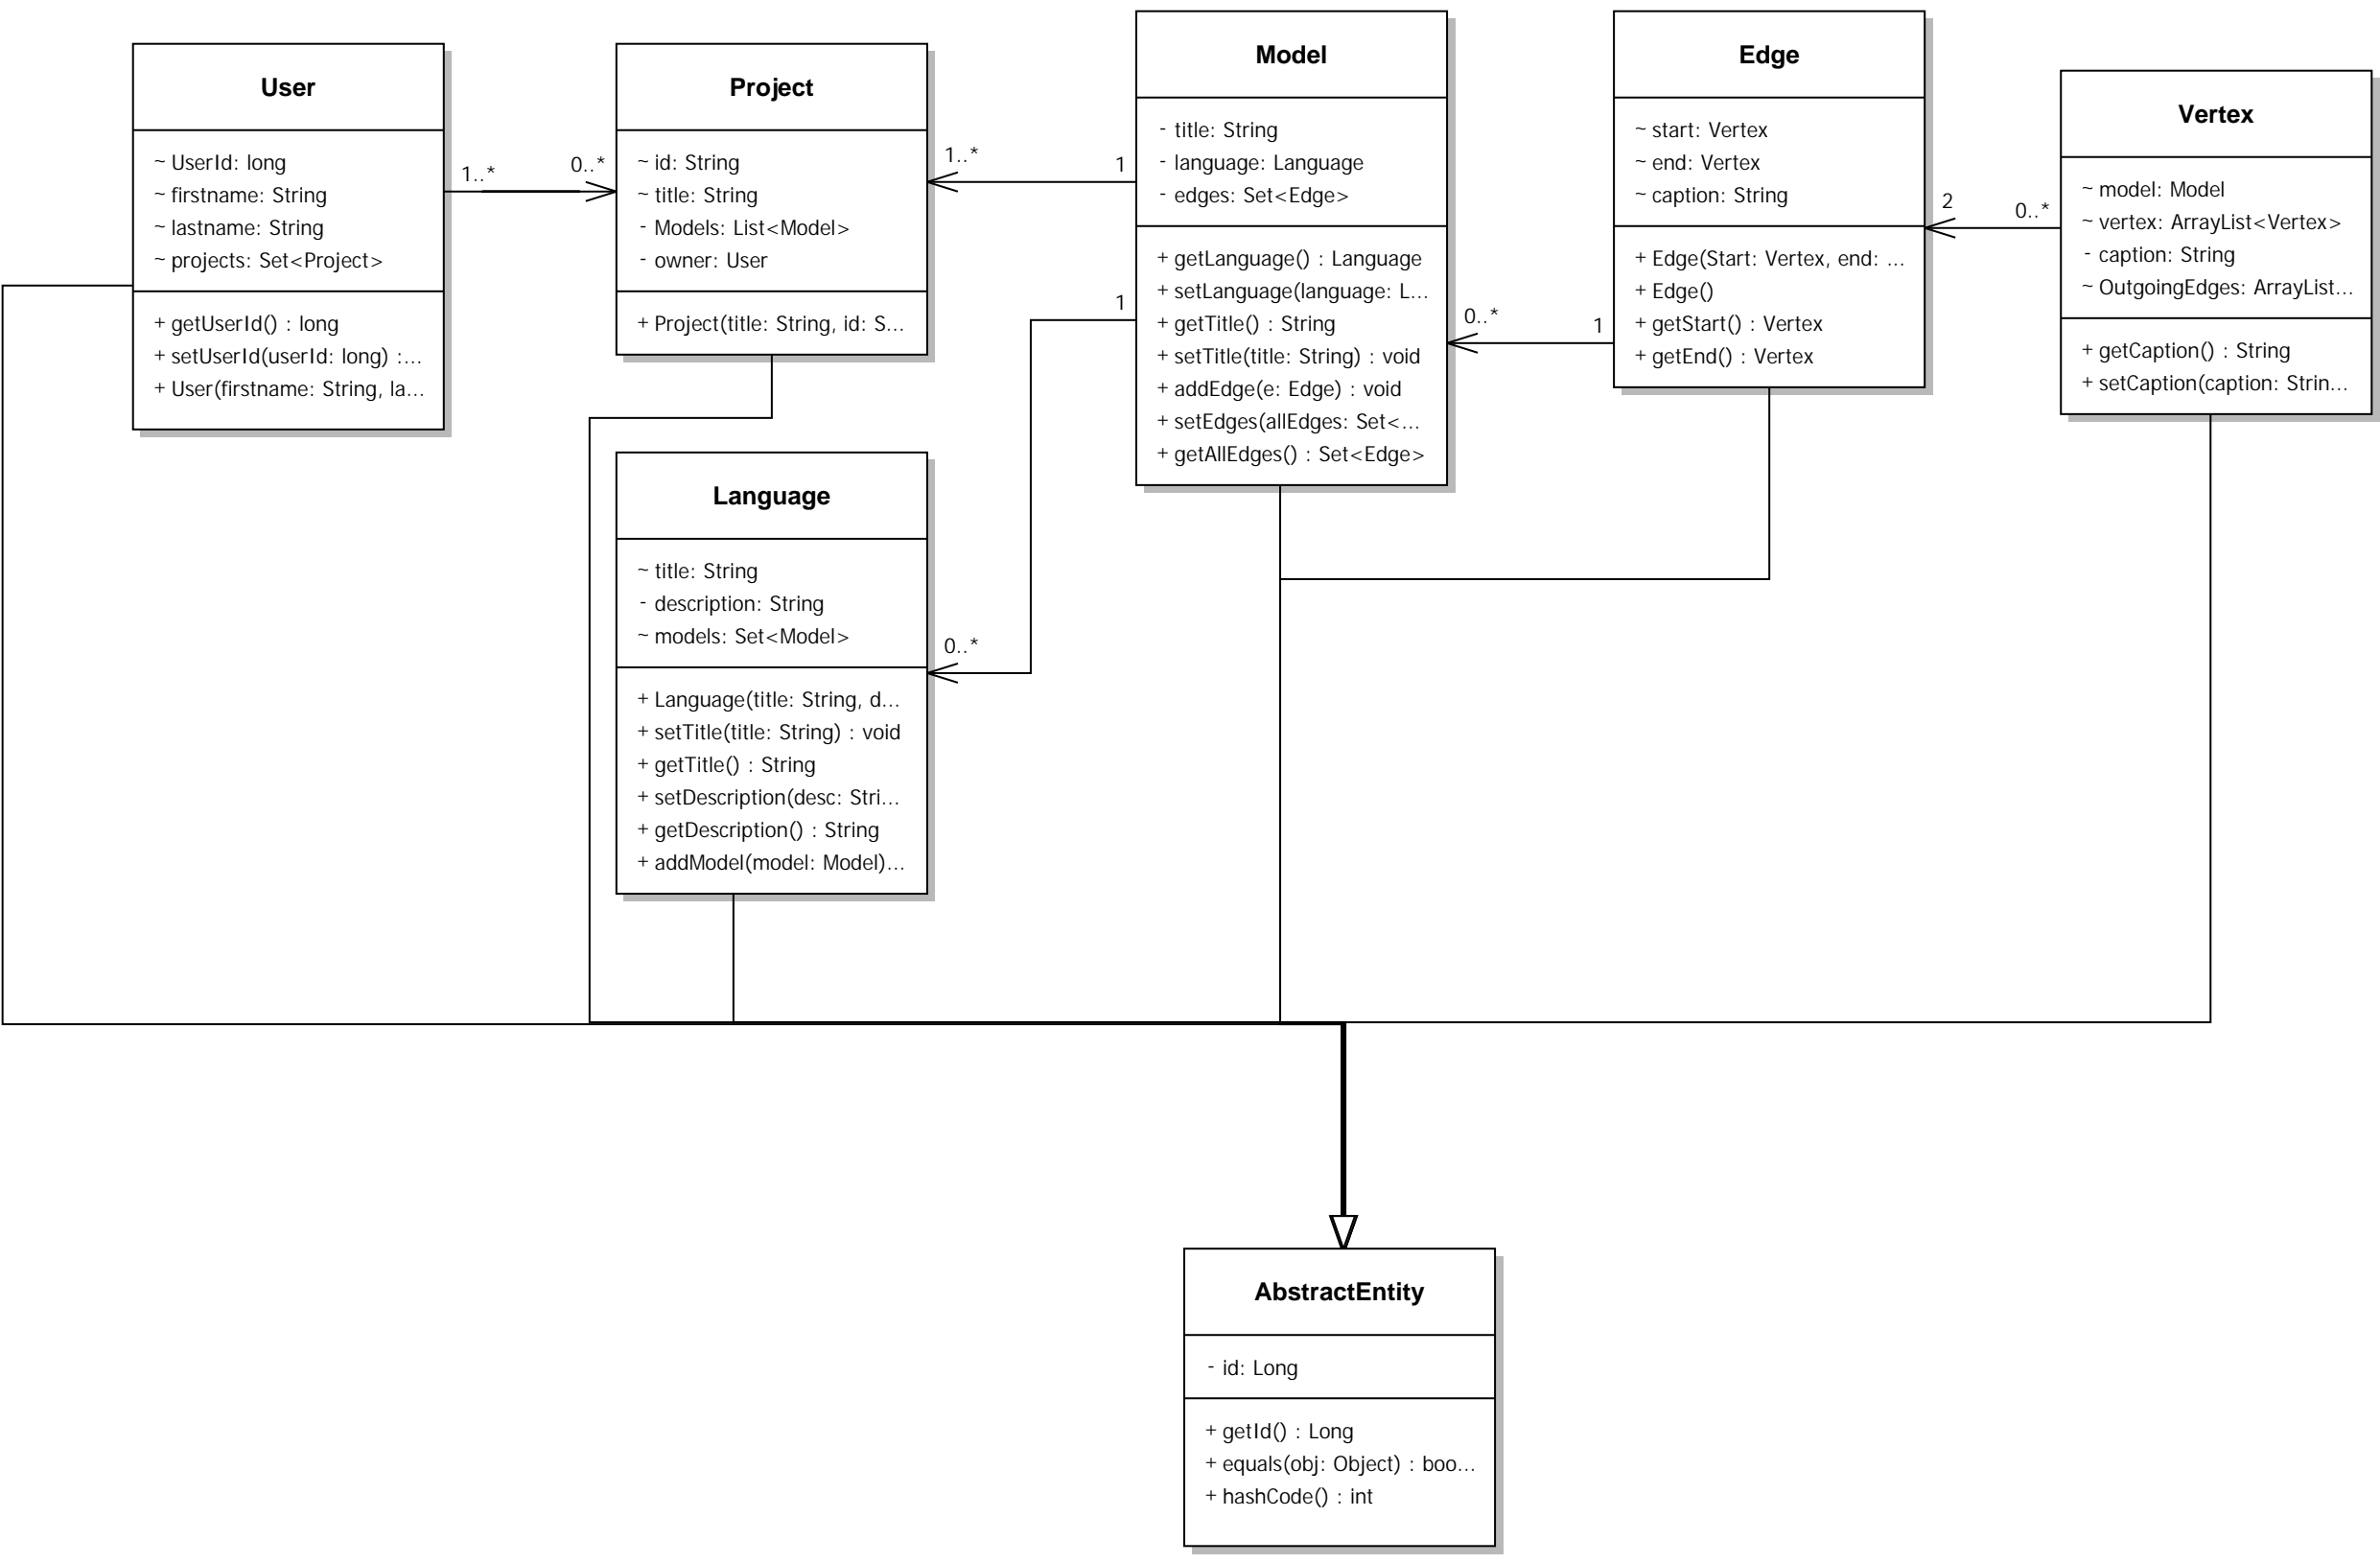 User
~ UserId: long
~ firstname: String
~ lastname: String
~ projects: Set<Project>
+ getUserId() : long
+ setUserId(userId: long) :...
+ User(firstname: String, la...
1..*
0..*
Project
~ id: String
~ title: String
- Models: List<Model>
- owner: User
+ Project(title: String, id: S...
1..*
1
Model
- title: String
- language: Language
- edges: Set<Edge>
+ getLanguage() : Language
+ setLanguage(language: L...
+ getTitle() : String
+ setTitle(title: String) : void
+ addEdge(e: Edge) : void
+ setEdges(allEdges: Set<...
+ getAllEdges() : Set<Edge>
1
0..*
0..*
1
Edge
~ start: Vertex
~ end: Vertex
~ caption: String
+ Edge(Start: Vertex, end: ...
+ Edge()
+ getStart() : Vertex
+ getEnd() : Vertex
2
0..*
Vertex
~ model: Model
~ vertex: ArrayList<Vertex>
- caption: String
~ OutgoingEdges: ArrayList...
+ getCaption() : String
+ setCaption(caption: Strin...
Language
~ title: String
- description: String
~ models: Set<Model>
+ Language(title: String, d...
+ setTitle(title: String) : void
+ getTitle() : String
+ setDescription(desc: Stri...
+ getDescription() : String
+ addModel(model: Model)...
AbstractEntity
- id: Long
+ getId() : Long
+ equals(obj: Object) : boo...
+ hashCode() : int